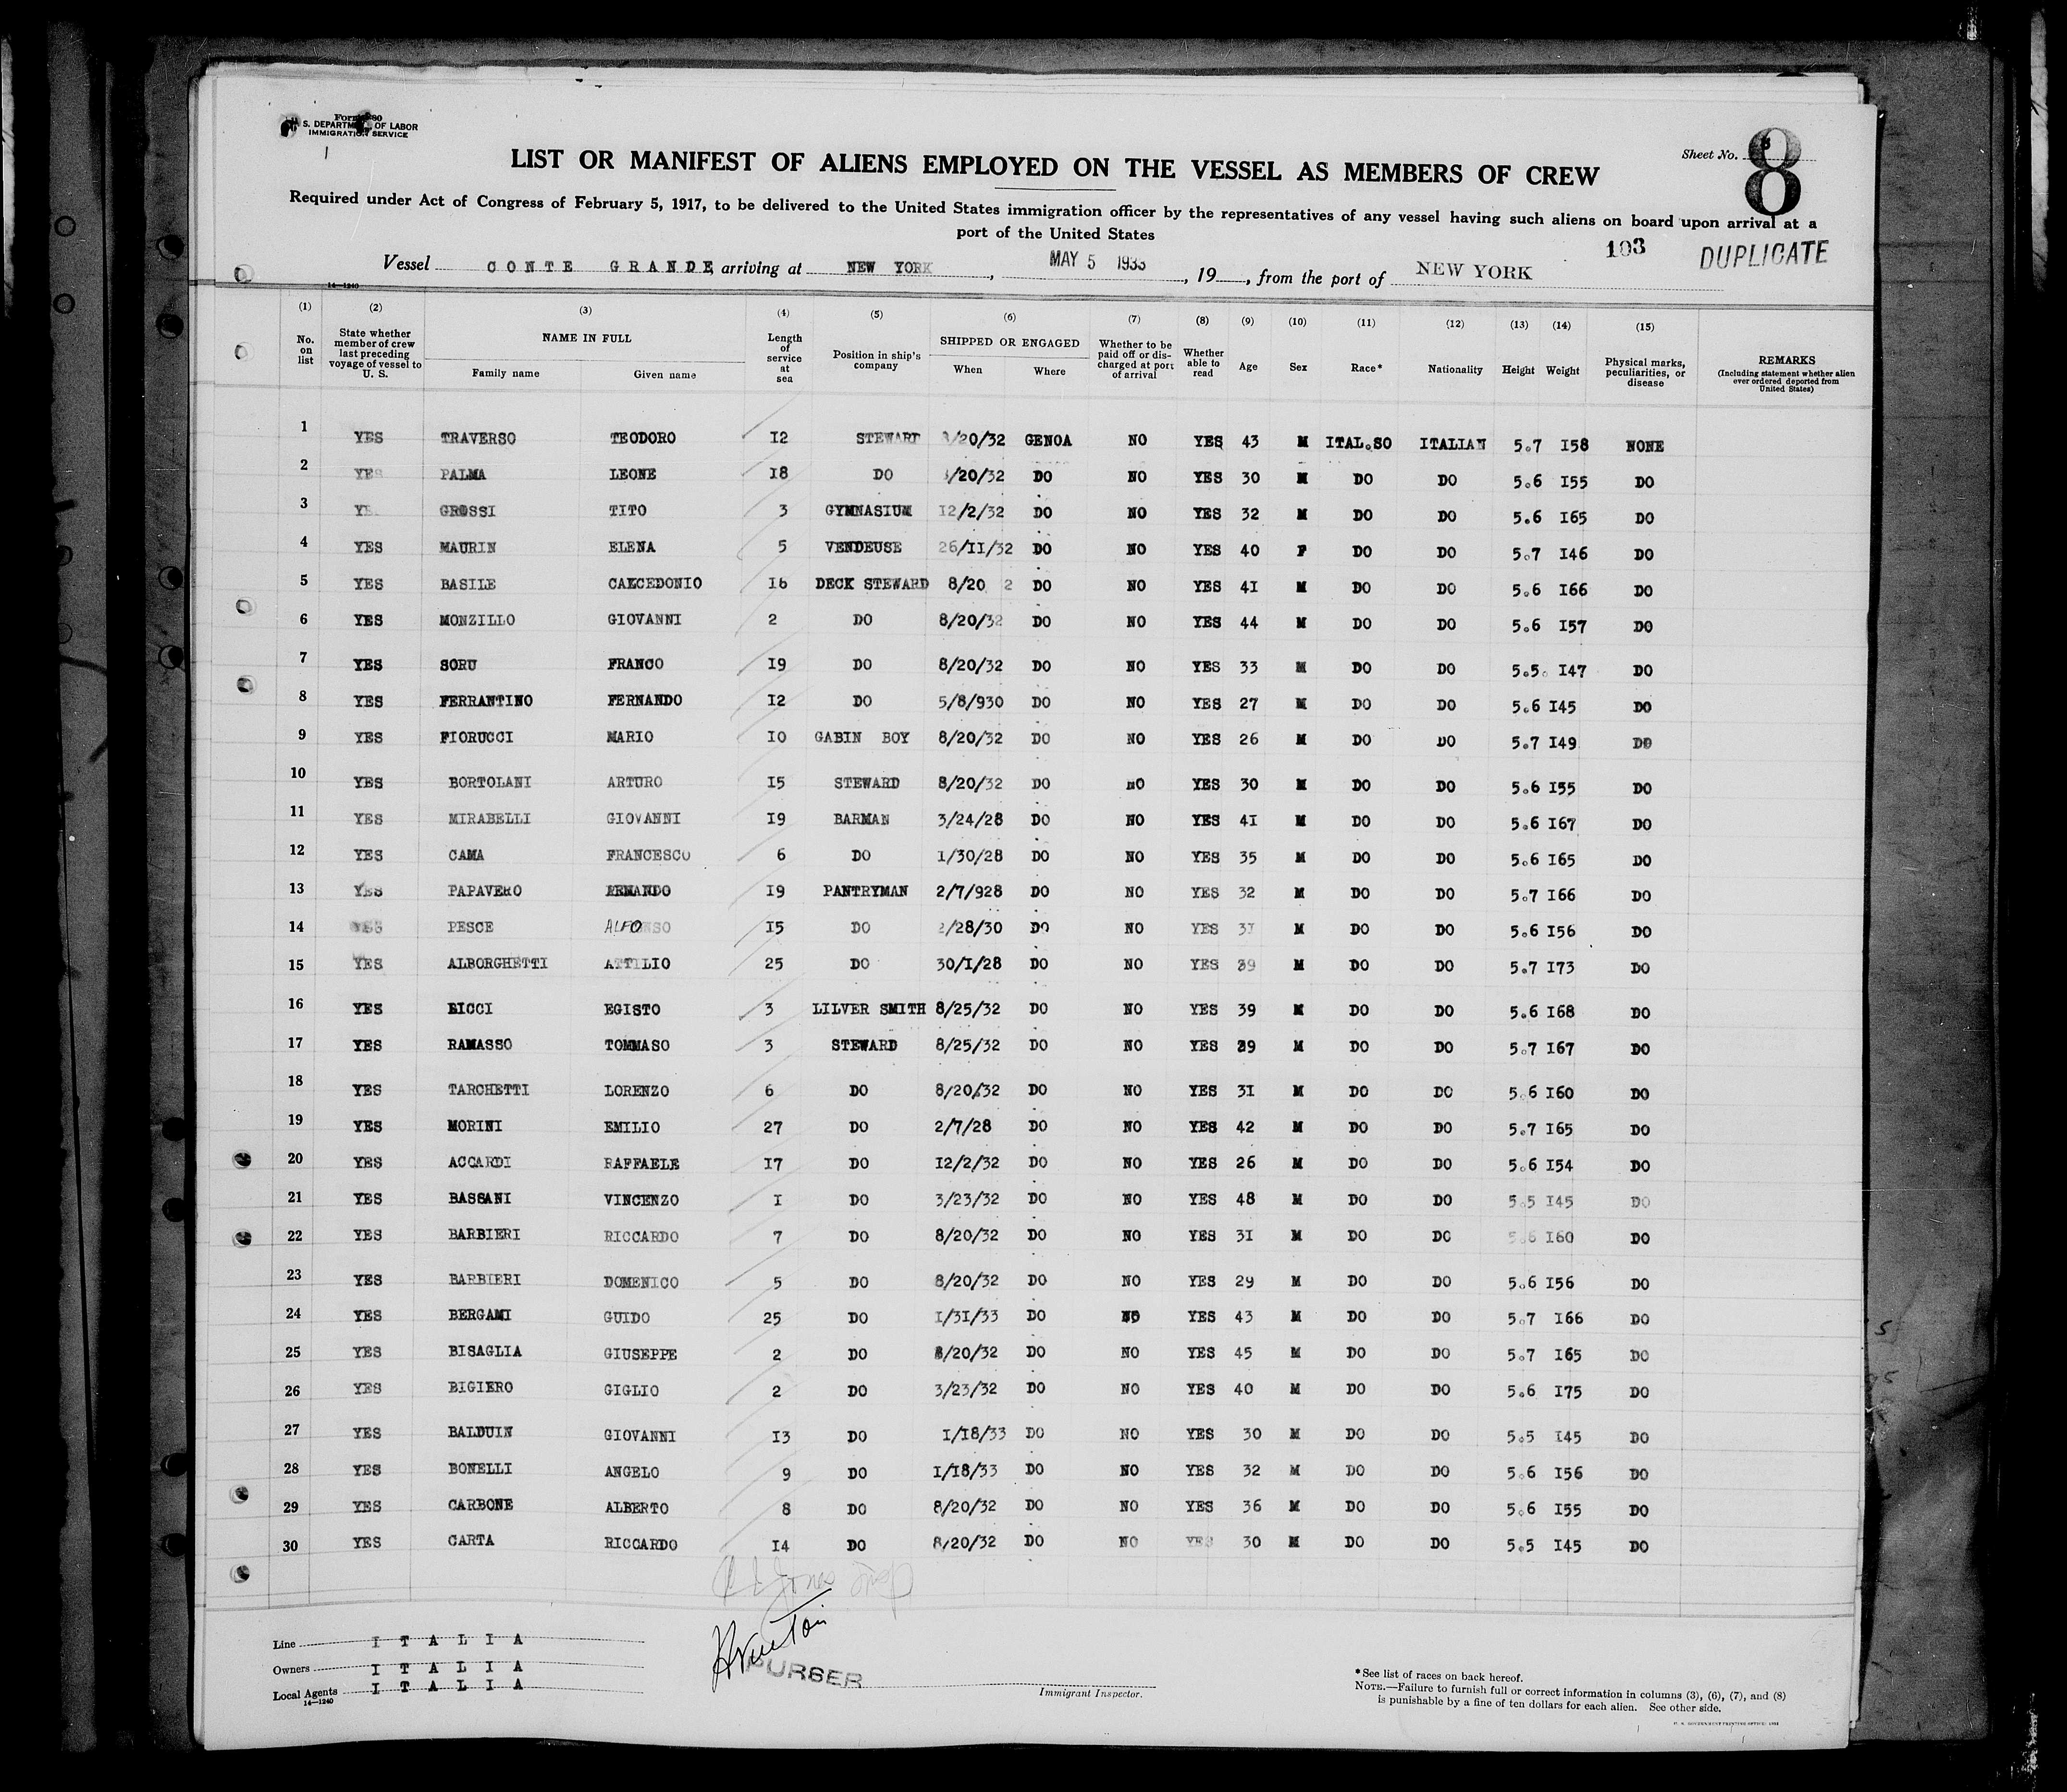 Form 680
U. S. DEPARTMENT OF LABOR
IMMIGRATION SERVICE
Sheet No. 8
8
LIST OR MANIFEST OF ALIENS EMPLOYED ON THE VESSEL AS MEMBERS OF CREW
Required under Act of Congress of February 5, 1917, to be delivered to the United States immigration officer by the representatives of any vessel having such aliens on board upon arrival at a
port of the United States
103 DUPLICATE
Vessel CONTE GRANDE arriving at NEW YORK, MAY 5 1933, 19, from the port of NEW YORK
14—1240
(1) (2) (3) (4) (5) (6) (7) (8) (9) (10) (11) (12) (13) (14) (15)
No. on list State whether member of crew last preceding voyage of vessel to U. S. NAME IN FULL Family name Given name Length of service at sea Position in ship's company SHIPPED OR ENGAGED When Where Whether to be paid off or discharged at port of arrival Whether able to read Age Sex Race* Nationality Height Weight Physical marks, peculiarities, or disease REMARKS (Including statement whether alien ever ordered deported from United States)
1 YES TRAVERSO TEODORO 12 STEWART /20/32 GENOA NO YES 43 M ITAL.SO ITALIAN 5.7 158 NONE
2 YES PALMA LEONE 18 DO /20/32 DO NO YES 30 M DO DO 5.6 155 DO
3 YE GROSSI TITO 3 GYMNASIUM 12/2/32 DO NO YES 32 M DO DO 5.6 165 DO
4 YES MAURIN ELENA 5 VENDEUSE 26/11/32 DO NO YES 40 F DO DO 5.7 146 DO
5 YES BASILE CALCEDONIO 16 DECK STEWARD 8/20 2 DO NO YES 41 M DO DO 5.6 166 DO
6 YES MONZILLO GIOVANNI 2 DO 8/20/32 DO NO YES 44 M DO DO 5.6 157 DO
7 YES SORU FRANCO 19 DO 8/20/32 DO NO YES 33 M DO DO 5.5. 147 DO
8 YES FERRANTINO FERNANDO 12 DO 5/8/930 DO NO YES 27 M DO DO 5.6 145 DO
9 YES FIORUCCI MARIO 10 GABIN BOY 8/20/32 DO NO YES 26 M DO DO 5.7 149 DO
10 YES BORTOLANI ARTURO 15 STEWARD 8/20/32 DO NO YES 30 M DO DO 5.6 155 DO
11 YES MIRABELLI GIOVANNI 19 BARMAN 3/24/28 DO NO YES 41 M DO DO 5.6 167 DO
12 YES CAMA FRANCESCO 6 DO 1/30/28 DO NO YES 35 M DO DO 5.6 165 DO
13 YES PAPAVERO 19 PANTRYMAN 2/7/928 DO NO YES 32 M DO DO 5.7 166 DO
14 YES PESCE ALFONSO 15 DO 2/28/30 DO NO YES 31 M DO DO 5.6 156 DO
15 YES ALBORGHETTI ATTILIO 25 DO 30/1/28 DO NO YES 39 M DO DO 5.7 173 DO
16 YES RICCI EGISTO 3 LILVER SMITH 8/25/32 DO NO YES 39 M DO DO 5.6 168 DO
17 YES RAMASSO TOMMASO 3 STEWARD 8/25/32 DO NO YES 29 M DO DO 5.7 167 DO
18 YES TARCHETTI LORENZO 6 DO 8/20/32 DO NO YES 31 M DO DO 5.6 160 DO
19 YES MORINI EMILIO 27 DO 2/7/28 DO NO YES 42 M DO DO 5.7 165 DO
20 YES ACCARDI RAFFAELE 17 DO 12/2/32 DO NO YES 26 M DO DO 5.6 154 DO
21 YES BASSANI VINCENZO 1 DO 3/23/32 DO NO YES 48 M DO DO 5.5 145 DO
22 YES BARBIERI RICCARDO 7 DO 8/20/32 DO NO YES 31 M DO DO 5.6 160 DO
23 YES BARBIERI DOMENICO 5 DO 8/20/32 DO NO YES 29 M DO DO 5.6 156 DO
24 YES BERGAMI GUIDO 25 DO 1/31/33 DO NO YES 43 M DO DO 5.7 166 DO
25 YES BISAGLIA GIUSEPPE 2 DO 8/20/32 DO NO YES 45 M DO DO 5.7 165 DO
26 YES BIGIERO GIGLIO 2 DO 3/23/32 DO NO YES 40 M DO DO 5.6 175 DO
27 YES BALDUIN GIOVANNI 13 DO 1/18/33 DO NO YES 30 M DO DO 5.5 145 DO
28 YES BONELLI ANGELO 9 DO 1/18/33 DO NO YES 32 M DO DO 5.6 156 DO
29 YES CARBONE ALBERTO 8 DO 8/20/32 DO NO YES 36 M DO DO 5.6 155 DO
30 YES CARTA RICCARDO 14 DO 8/20/32 DO NO YES 30 M DO DO 5.5 145 DO
Line ITALIA
Owners ITALIA
Local Agents ITALIA
14—1240
PURSER
Immigrant Inspector.
*See list of races on back hereof.
NOTE.—Failure to furnish full or correct information in columns (3), (6), (7), and (8)
is punishable by a fine of ten dollars for each alien. See other side.